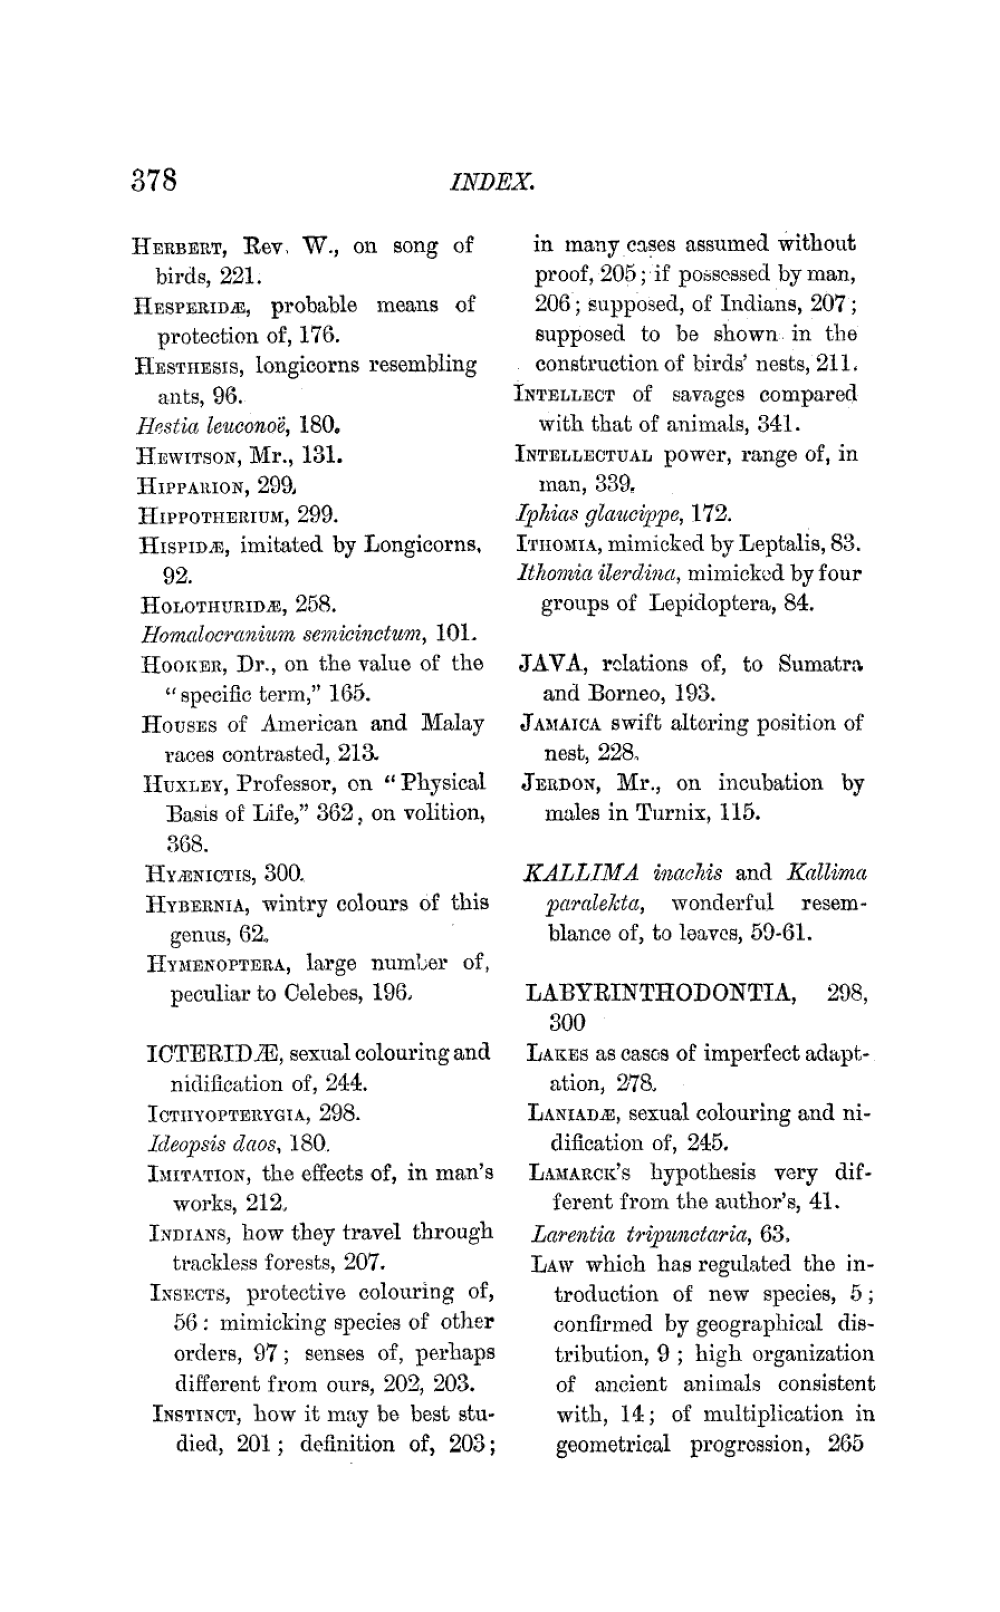 378
INDEX.
HERBERT, Rev. W., on song of
birds, 221.
HESPERIDÆ, probable means of
protection of, 176.
HESTHESIS, longicorns resembling
ants, 96.
Hestia leuconoë, 180.
HEWITSON, Mr., 131.
HIPPARION, 299.
HIPPOTHERIUM, 299.
HISPIDÆ, imitated by Longicorns,
92.
HOLOTHURIDÆ, 258.
Homalocranium semicinctum, 101.
HOOKER, Dr., on the value of the
“specific term,” 165.
HOUSES of American and Malay
races contrasted, 213.
HUXLEY, Professor, on “Physical
Basis of Life,” 362, on volition,
368.
HYÆNICTIS, 300.
HYBERNIA, wintry colours of this
genus, 62.
HYMENOPTERA, large number of,
peculiar to Celebes, 196.
ICTERIDÆ, sexual colouring and
nidification of, 244.
ICTHYOPTERYGIA, 298.
Ideopsis daos, 180.
IMITATION, the effects of, in man's
works, 212.
INDIANS, how they travel through
trackless forests, 207.
INSECTS, protective colouring of,
56: mimicking species of other
orders, 97; senses of, perhaps
different from ours, 202, 203.
INSTINCT, how it may be best stu-
died, 201; definition of, 203;
in many cases assumed without
proof, 205; if possessed by man,
206; supposed, of Indians, 207;
supposed to be shown in the
construction of birds' nests, 211.
INTELLECT of savages compared
with that of animals, 341.
INTELLECTUAL power, range of, in
man, 339.
Iphias glaucippe, 172.
ITHOMIA, mimicked by Leptalis, 83.
Ithomia ilerdina, mimicked by four
groups of Lepidoptera, 84.
JAVA, relations of, to Sumatra
and Borneo, 193.
JAMAICA swift altering position of
nest, 228.
JERDON, Mr., on incubation by
males in Turnix, 115.
KALLIMA inachis and Kallima
paralekta, wonderful resem-
blance of, to leaves, 59-61.
LABYRINTHODONTIA, 298,
300
LAKES as cases of imperfect adapt-
ation, 278.
LANIADÆ, sexual colouring and ni-
dification of, 245.
LAMARCK'S hypothesis very dif-
ferent from the author's, 41.
Larentia tripunctaria, 63.
LAW which has regulated the in-
troduction of new species, 5;
confirmed by geographical dis-
tribution, 9; high organization
of ancient animals consistent
with, 14; of multiplication in
geometrical progression, 265